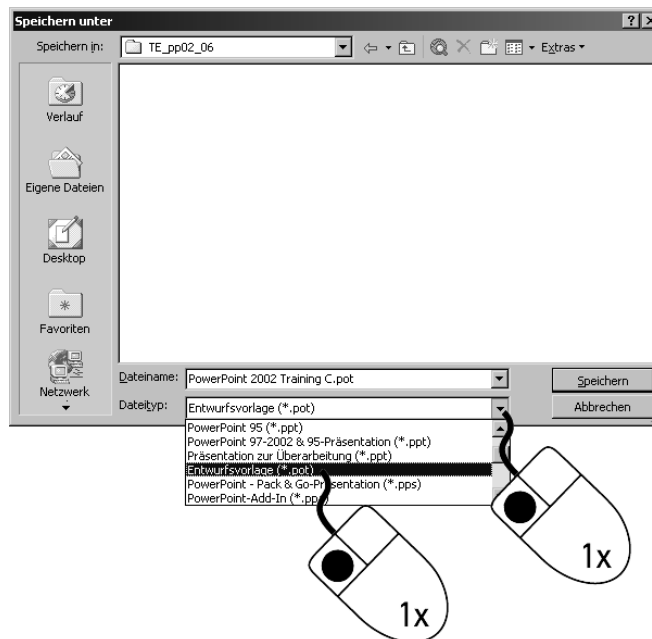 Speichern unter
Speichern in: TE_pp02_06 Extras
Verlauf
Eigene Dateien
Desktop
Favoriten
Netzwerk
Dateiname: PowerPoint 2002 Training C.pot Speichern
Dateityp: Entwurfsvorlage (*.pot) Abbrechen
PowerPoint 95 (*.ppt)
PowerPoint 97-2002 & 95-Präsentation (*.ppt)
Präsentation zur Überarbeitung (*.ppt)
Entwurfsvorlage (*.pot)
PowerPoint - Pack & Go-Präsentation (*.pps)
PowerPoint-Add-In
1x
1x